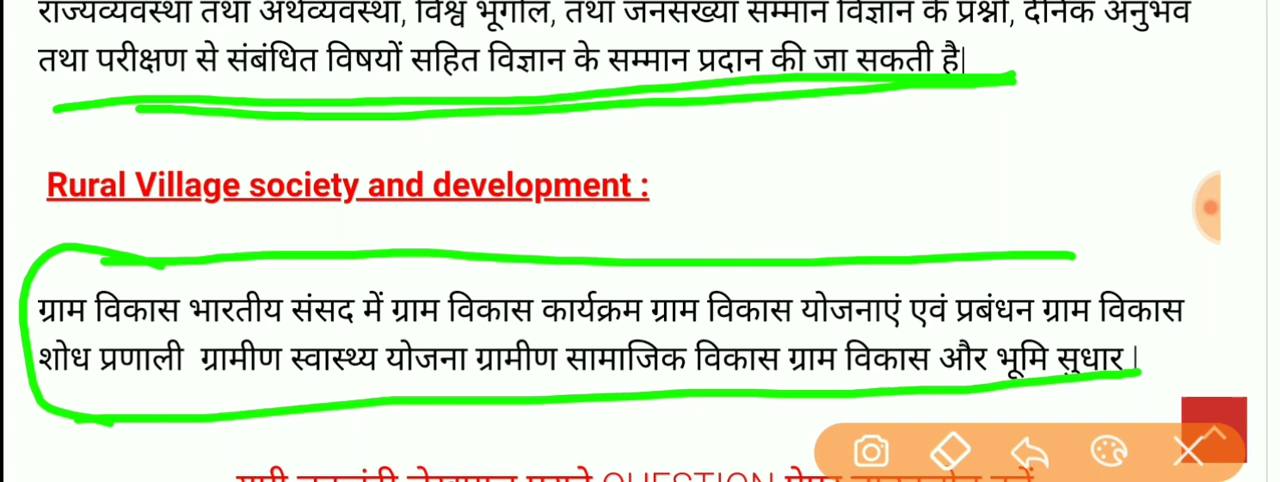 राज्यव्यवस्था तथा अर्थव्यवस्था, विश्व भूगोल, तथा जनसंख्या सम्मान विज्ञान के प्रश्नों, दैनिक अनुभव
तथा परीक्षण से संबंधित विषयों सहित विज्ञान के सम्मान प्रदान की जा सकती है|
Rural Village society and development :
ग्राम विकास भारतीय संसद में ग्राम विकास कार्यक्रम ग्राम विकास योजनाएं एवं प्रबंधन ग्राम विकास
शोध प्रणाली ग्रामीण स्वास्थ्य योजना ग्रामीण सामाजिक विकास ग्राम विकास और भूमि सुधार |
QUESTION